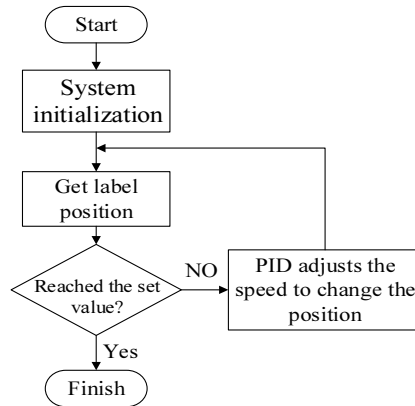 Start
System
initialization
Get label
position
Reached the set
value?
NO
PID adjusts the
speed to change the
position
Yes
Finish